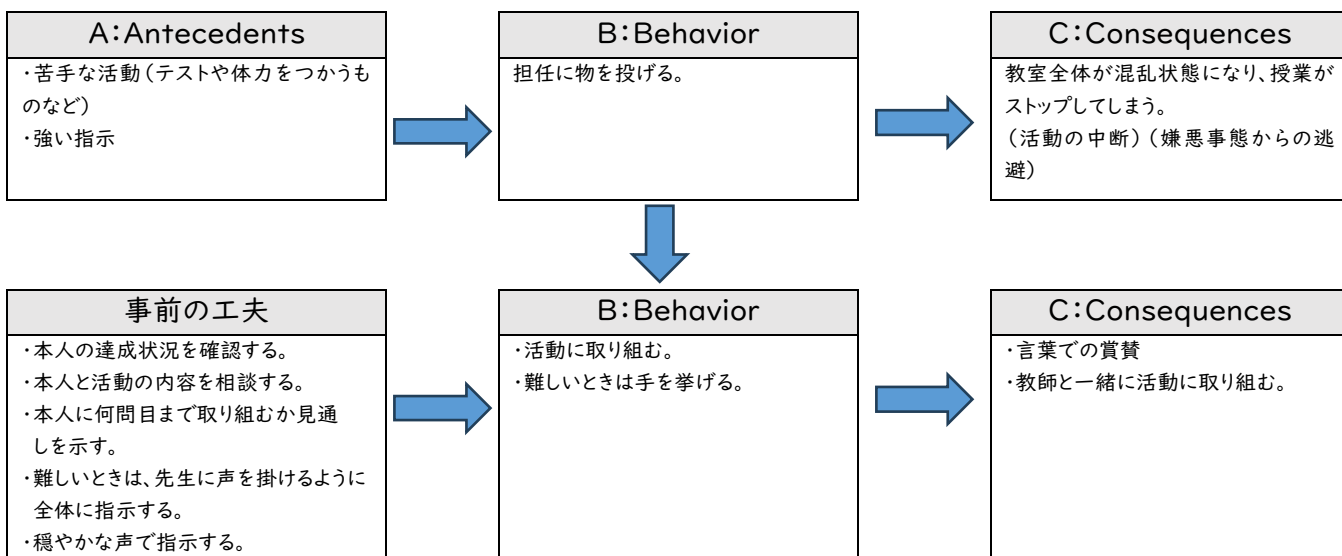 A：Antecedents
・苦手な活動（テストや体力をつかうも
のなど）
・強い指示
B：Behavior
担任に物を投げる。
C：Consequences
教室全体が混乱状態になり、授業が
ストップしてしまう。
（活動の中断）（嫌悪事態からの逃
避）
事前の工夫
・本人の達成状況を確認する。
・本人と活動の内容を相談する。
・本人に何問目まで取り組むか見通
しを示す。
・難しいときは、先生に声を掛けるように
全体に指示する。
・穏やかな声で指示する。
B：Behavior
・活動に取り組む。
・難しいときは手を挙げる。
C：Consequences
・言葉での賞賛
・教師と一緒に活動に取り組む。